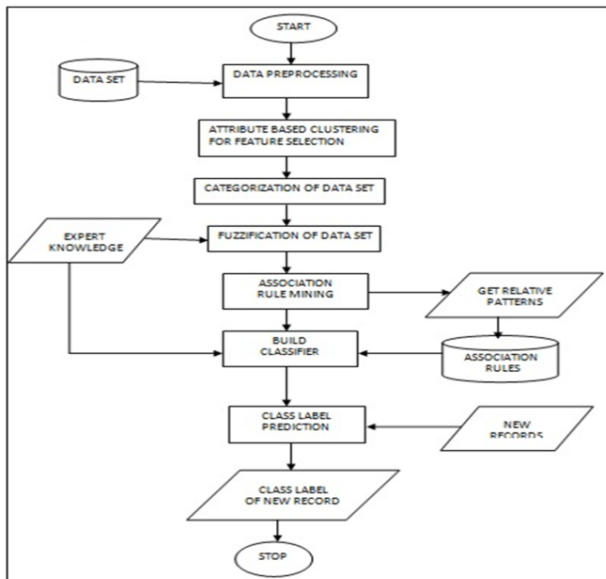 START
DATA SET
DATA PREPROCESSING
ATTRIBUTE BASED CLUSTERING
FOR FEATURE SELECTION
CATEGORIZATION OF DATA SET
EXPERT
KNOWLEDGE
FUZZIFICATION OF DATA SET
ASSOCIATION
RULE MINING
GET RELATIVE
PATTERNS
BUILD
CLASSIFIER
ASSOCIATION
RULES
CLASS LABEL
PREDICTION
NEW
RECORDS
CLASS LABEL
OF NEW RECORD
STOP